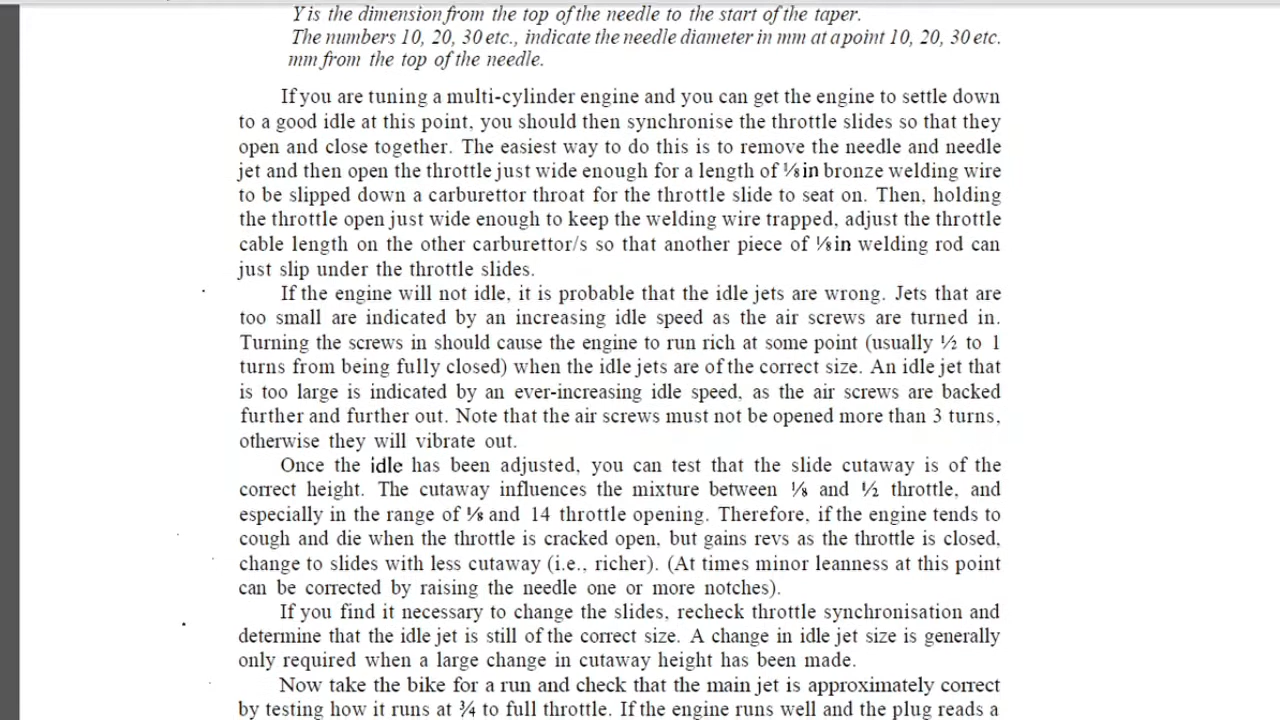 Y is the dimension from the top of the needle to the start of the taper.
The numbers 10, 20, 30 etc., indicate the needle diameter in mm at a point 10, 20, 30 etc.
mm from the top of the needle.
If you are tuning a multi-cylinder engine and you can get the engine to settle down
to a good idle at this point, you should then synchronise the throttle slides so that they
open and close together. The easiest way to do this is to remove the needle and needle
jet and then open the throttle just wide enough for a length of ⅛in bronze welding wire
to be slipped down a carburettor throat for the throttle slide to seat on. Then, holding
the throttle open just wide enough to keep the welding wire trapped, adjust the throttle
cable length on the other carburettor/s so that another piece of ⅛in welding rod can
just slip under the throttle slides.
If the engine will not idle, it is probable that the idle jets are wrong. Jets that are
too small are indicated by an increasing idle speed as the air screws are turned in.
Turning the screws in should cause the engine to run rich at some point (usually ½ to 1
turns from being fully closed) when the idle jets are of the correct size. An idle jet that
is too large is indicated by an ever-increasing idle speed, as the air screws are backed
further and further out. Note that the air screws must not be opened more than 3 turns,
otherwise they will vibrate out.
Once the idle has been adjusted, you can test that the slide cutaway is of the
correct height. The cutaway influences the mixture between ⅛ and ½ throttle, and
especially in the range of ⅛ and 14 throttle opening. Therefore, if the engine tends to
cough and die when the throttle is cracked open, but gains revs as the throttle is closed,
change to slides with less cutaway (i.e., richer). (At times minor leanness at this point
can be corrected by raising the needle one or more notches).
If you find it necessary to change the slides, recheck throttle synchronisation and
determine that the idle jet is still of the correct size. A change in idle jet size is generally
only required when a large change in cutaway height has been made.
Now take the bike for a run and check that the main jet is approximately correct
by testing how it runs at ¾ to full throttle. If the engine runs well and the plug reads a